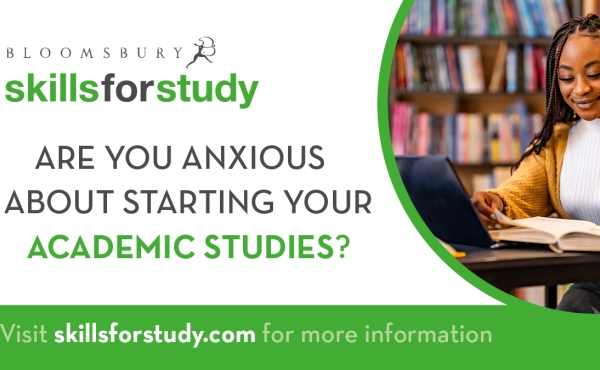 BLOOMSBURY
skillsforstudy
ARE YOU ANXIOUS
ABOUT STARTING YOUR
ACADEMIC STUDIES?
Visit skillsforstudy.com for more information